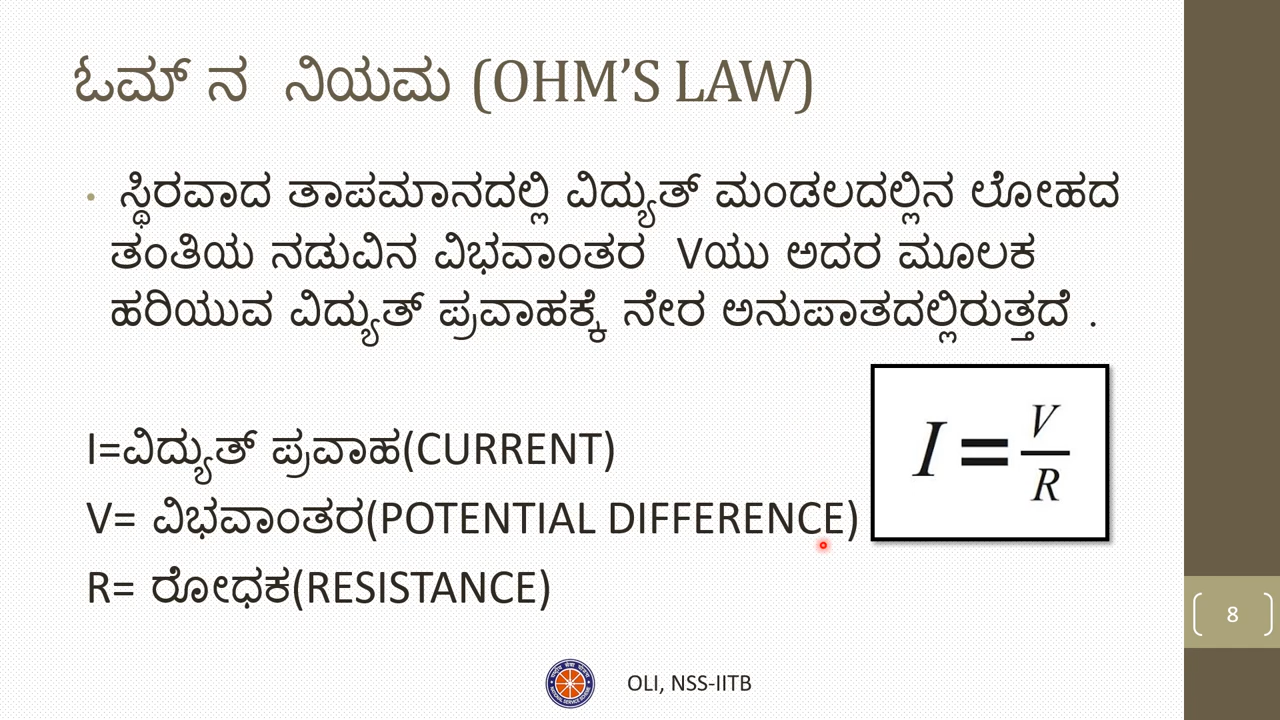 ಓಮ್ ನ ನಿಯಮ (OHM’S LAW)
• ಸ್ಥಿರವಾದ ತಾಪಮಾನದಲ್ಲಿ ವಿದ್ಯುತ್ ಮಂಡಲದಲ್ಲಿನ ಲೋಹದ
ತಂತಿಯ ನಡುವಿನ ವಿಭವಾಂತರ Vಯು ಅದರ ಮೂಲಕ
ಹರಿಯುವ ವಿದ್ಯುತ್ ಪ್ರವಾಹಕ್ಕೆ ನೇರ ಅನುಪಾತದಲ್ಲಿರುತ್ತದೆ .
I = V/R
I=ವಿದ್ಯುತ್ ಪ್ರವಾಹ(CURRENT)
V= ವಿಭವಾಂತರ(POTENTIAL DIFFERENCE)
R= ರೋಧಕ(RESISTANCE)
8
OLI, NSS-IITB